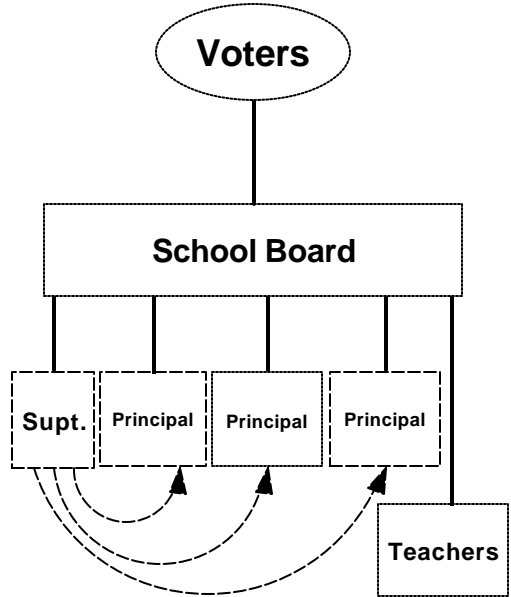 Voters
School Board
Supt.
Principal
Principal
Principal
Teachers